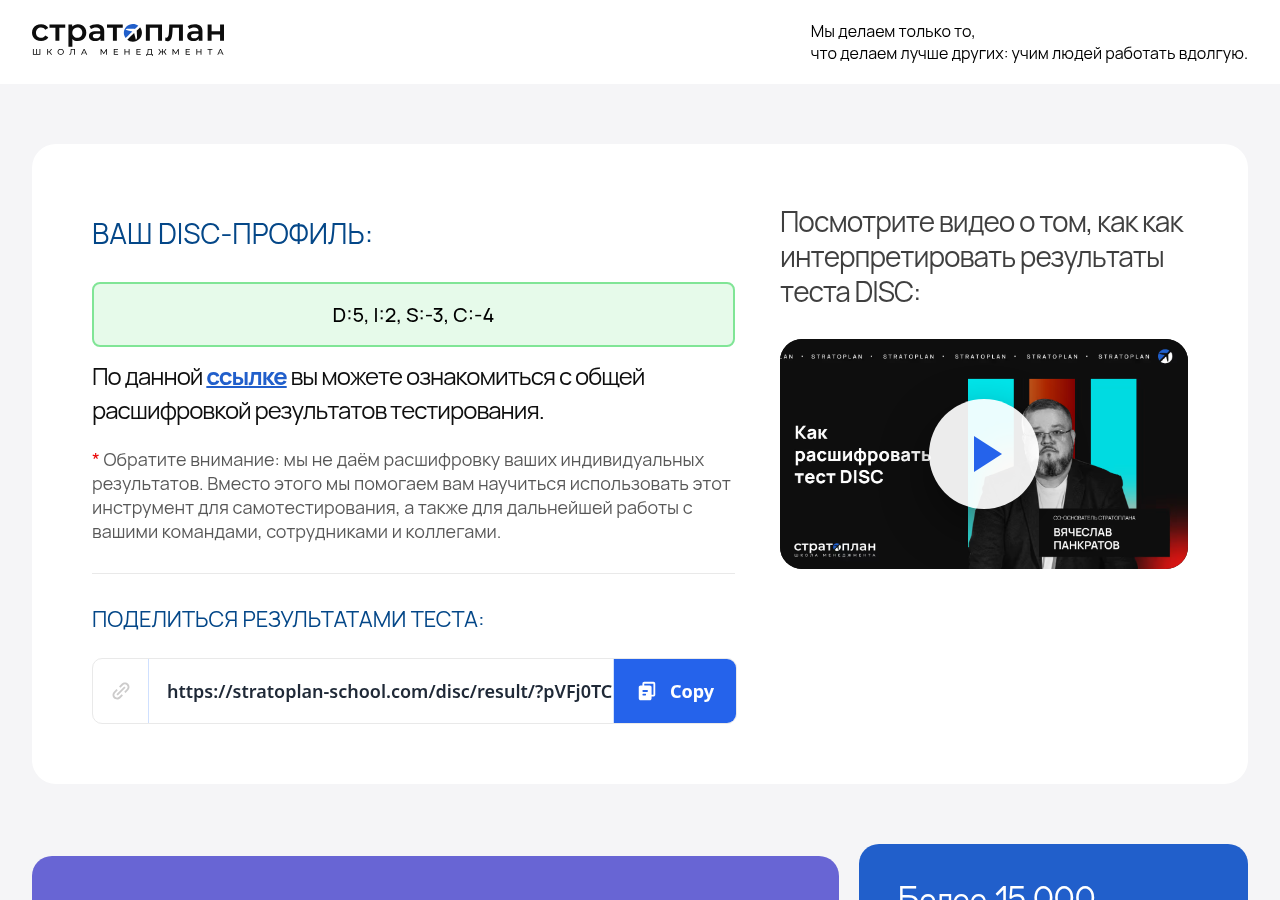 стратоплан
ШКОЛА МЕНЕДЖМЕНТА
Мы делаем только то,
что делаем лучше других: учим людей работать вдолгую.
ВАШ DISC-ПРОФИЛЬ:
D:5, I:2, S:-3, C:-4
По данной ссылке вы можете ознакомиться с общей
расшифровкой результатов тестирования.
* Обратите внимание: мы не даём расшифровку ваших индивидуальных
результатов. Вместо этого мы помогаем вам научиться использовать этот
инструмент для самотестирования, а также для дальнейшей работы с
вашими командами, сотрудниками и коллегами.
ПОДЕЛИТЬСЯ РЕЗУЛЬТАТАМИ ТЕСТА:
https://stratoplan-school.com/disc/result/?pVFj0TC
Copy
Посмотрите видео о том, как как
интерпретировать результаты
теста DISC:
AN • STRATOPLAN • STRATOPLAN • STRATOPLAN • STRATOPLAN • STRATOPLAN
Как
расшифровать
тест DISC
СО-ОСНОВАТЕЛЬ СТРАТОПЛАНА
ВЯЧЕСЛАВ
ПАНКРАТОВ
стратоплан
ШКОЛА МЕНЕДЖМЕНТА
Более 15 000